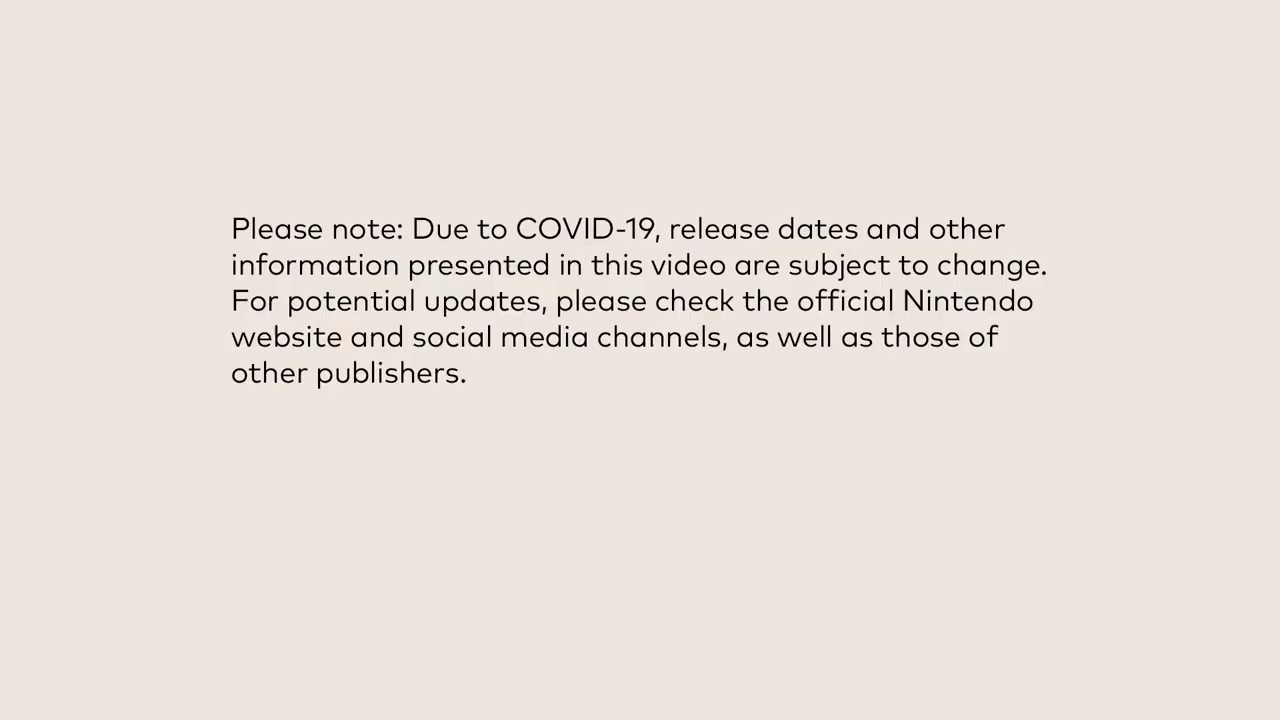 Please note: Due to COVID-19, release dates and other
information presented in this video are subject to change.
For potential updates, please check the official Nintendo
website and social media channels, as well as those of
other publishers.